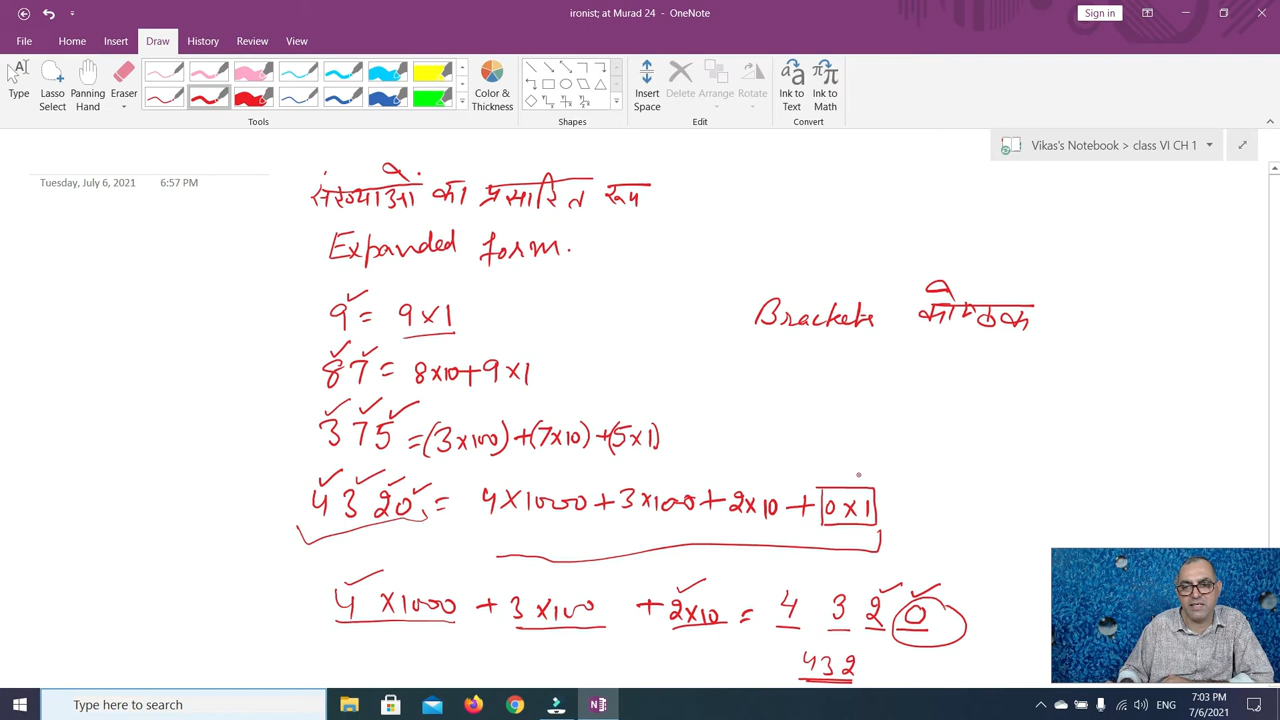 ironist; at Murad 24 - OneNote
Sign in
File Home Insert Draw History Review View
Type
Lasso Select
Panning Hand
Eraser
Color & Thickness
Insert Space
Delete
Arrange
Rotate
Ink to Text
Ink to Math
Tools
Shapes
Edit
Convert
Vikas's Notebook > class VI CH 1
Tuesday, July 6, 2021 6:57 PM
संख्याओं का प्रसारित रूप
Expanded form.
9 = 9×1
Brackets कोष्ठक
87 = 8×10+9×1
375 = (3×100)+(7×10)+(5×1)
4320 = 4×1000+3×100+2×10+0×1
4×1000 + 3×100 + 2×10 = 4 3 2 0
432
Type here to search
ENG
7:03 PM
7/6/2021